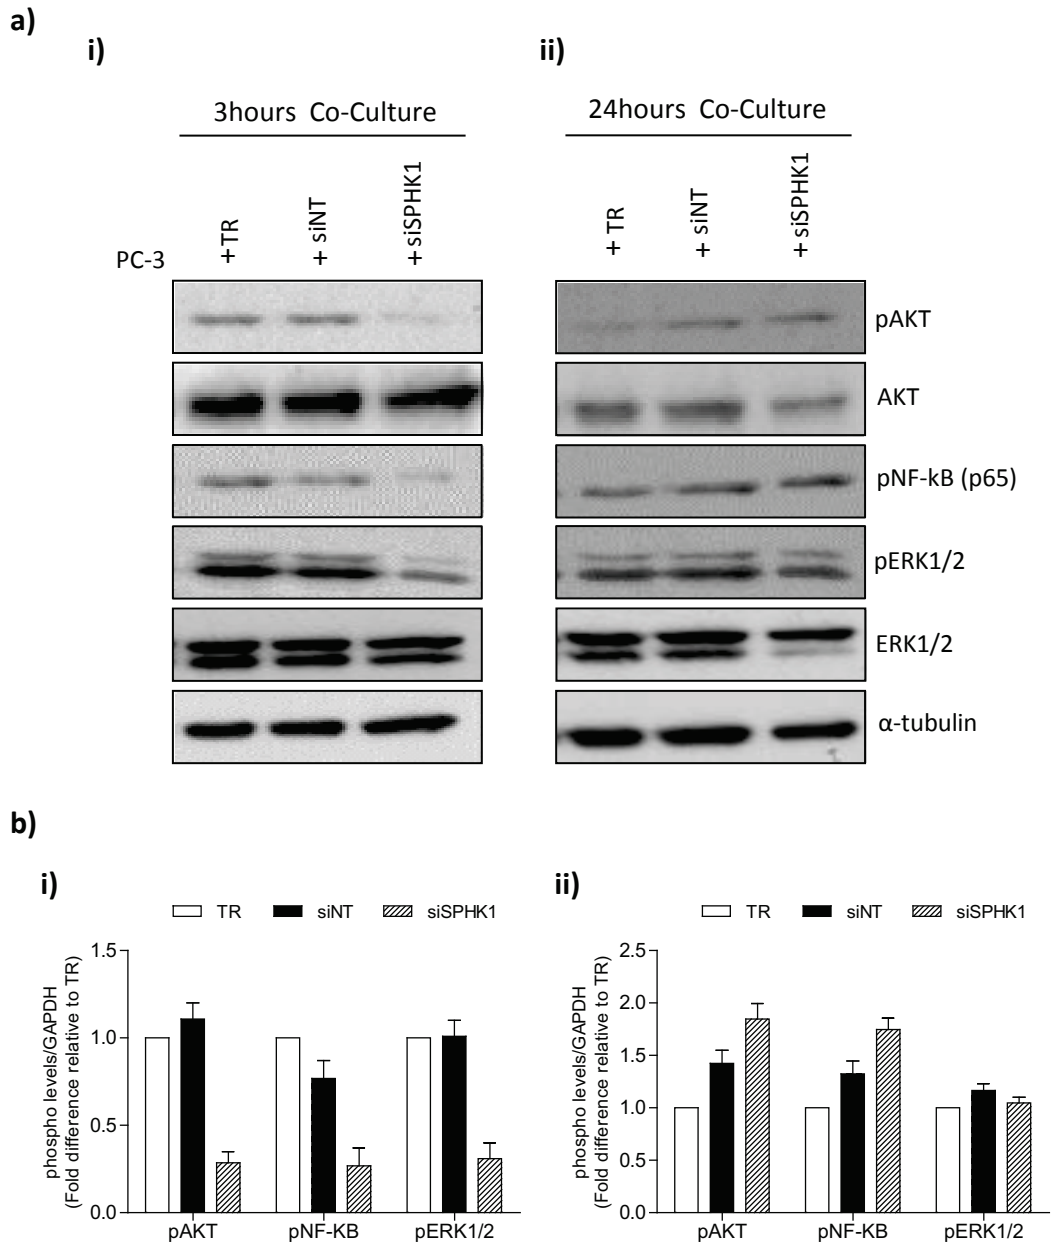 a)
i)
ii)
3hours Co-Culture
24hours Co-Culture
PC-3
+ TR
+ siNT
+ siSPHK1
+ TR
+ siNT
+ siSPHK1
pAKT
AKT
pNF-kB (p65)
pERK1/2
ERK1/2
α-tubulin
b)
i)
ii)
TR siNT siSPHK1
TR siNT siSPHK1
phospho levels/GAPDH
(Fold difference relative to TR)
1.5
1.0
0.5
0.0
pAKT pNF-KB pERK1/2
phospho levels/GAPDH
(Fold difference relative to TR)
2.5
2.0
1.5
1.0
0.5
0.0
pAKT pNF-KB pERK1/2